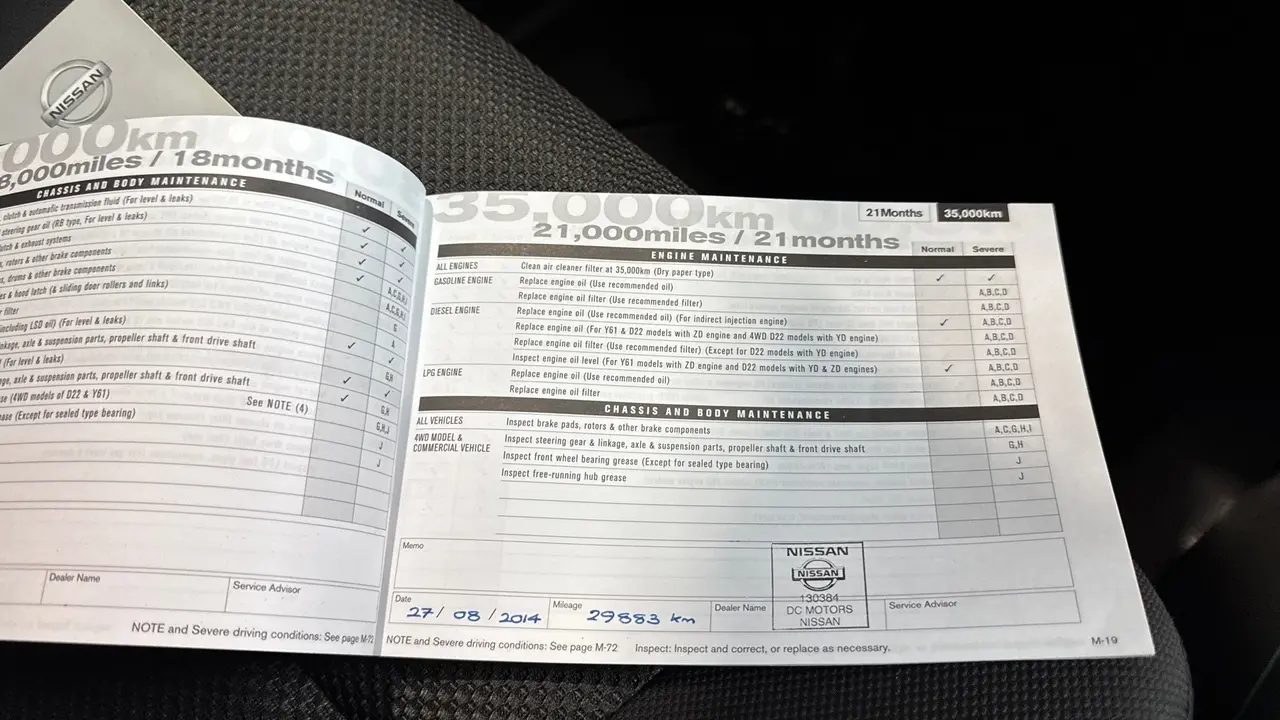 NISSAN
000km
8,000miles / 18months
CHASSIS AND BODY MAINTENANCE
Normal
clutch & automatic transmission fluid (For level & leaks) ✓
steering gear oil (RB type, For level & leaks) ✓ ✓
& exhaust systems ✓ ✓
rotors & other brake components ✓ ✓
drums & other brake components A,C,G,H,I
& hood latch (& sliding door rollers and links)
filter G
(including LSD oil) (For level & leaks) A
linkage, axle & suspension parts, propeller shaft & front drive shaft ✓ ✓
(For level & leaks) G,H
axle & suspension parts, propeller shaft & front drive shaft ✓ ✓
(4WD models of D22 & Y61) ✓ G,H
See NOTE (4)
(Except for sealed type bearing) G,H,J
J
J
Dealer Name
Service Advisor
NOTE and Severe driving conditions: See page M-72
35,000km
21Months 35,000km
21,000miles / 21months
Normal Severe
ENGINE MAINTENANCE
ALL ENGINES Clean air cleaner filter at 35,000km (Dry paper type) ✓ ✓
GASOLINE ENGINE Replace engine oil (Use recommended oil) A,B,C,D
Replace engine oil filter (Use recommended filter) A,B,C,D
DIESEL ENGINE Replace engine oil (Use recommended oil) (For indirect injection engine) ✓ A,B,C,D
Replace engine oil (For Y61 & D22 models with ZD engine and 4WD D22 models with YD engine) A,B,C,D
Replace engine oil filter (Use recommended filter) (Except for D22 models with YD engine) A,B,C,D
Inspect engine oil level (For Y61 models with ZD engine and D22 models with YD & ZD engines) ✓ A,B,C,D
LPG ENGINE Replace engine oil (Use recommended oil) A,B,C,D
Replace engine oil filter A,B,C,D
CHASSIS AND BODY MAINTENANCE
ALL VEHICLES Inspect brake pads, rotors & other brake components A,C,G,H,I
4WD MODEL & COMMERCIAL VEHICLE Inspect steering gear & linkage, axle & suspension parts, propeller shaft & front drive shaft G,H
Inspect front wheel bearing grease (Except for sealed type bearing) J
Inspect free-running hub grease J
Memo
NISSAN
NISSAN
130384
DC MOTORS
NISSAN
Date 27/08/2014
Mileage 29883 km
Dealer Name
Service Advisor
NOTE and Severe driving conditions: See page M-72 Inspect: Inspect and correct, or replace as necessary.
M-19